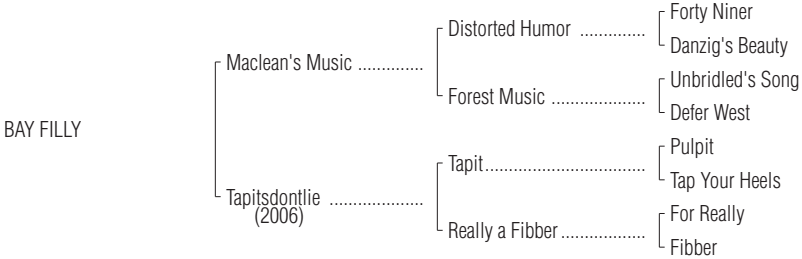 Forty Niner
Distorted Humor ..............
Danzig's Beauty
Maclean's Music ..............
Unbridled's Song
Forest Music ....................
Defer West
BAY FILLY
Pulpit
Tapit..................................
Tap Your Heels
Tapitsdontlie ....................
(2006)
For Really
Really a Fibber..................
Fibber